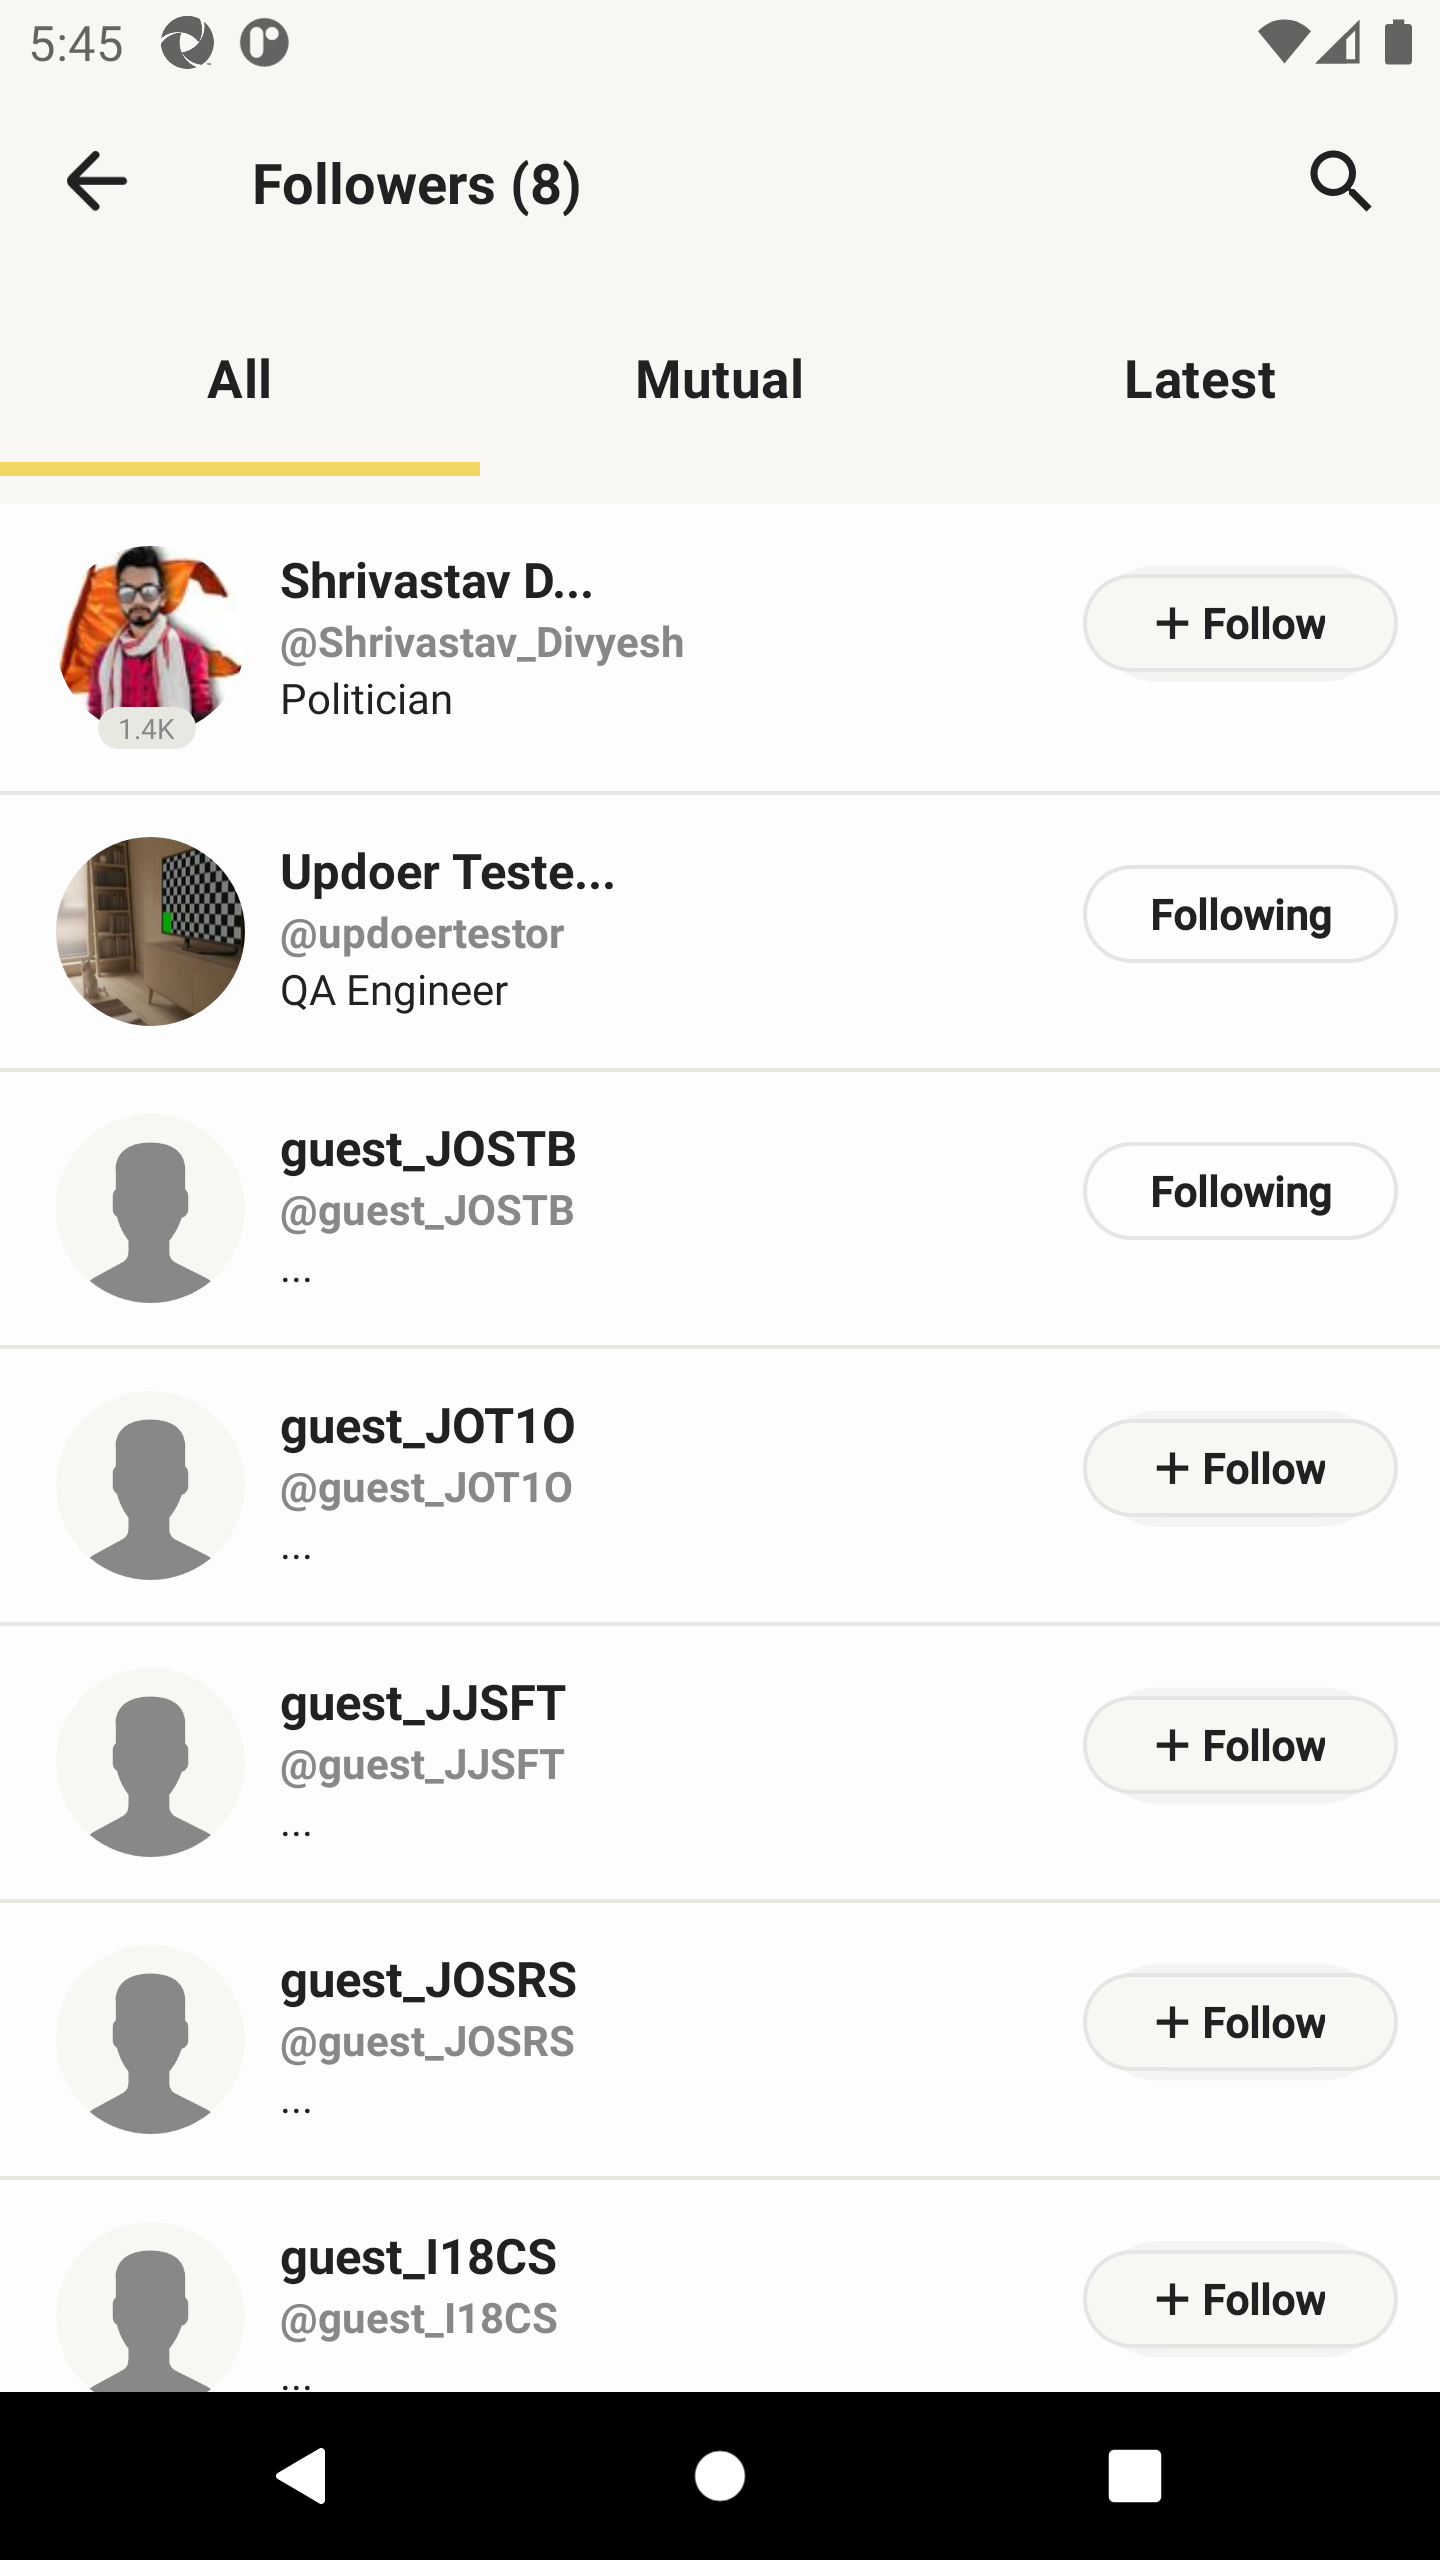 5:45
Followers (8)
All
Mutual
Latest
Shrivastav D...
@Shrivastav_Divyesh
Politician
1.4K
+ Follow
Updoer Teste...
@updoertestor
QA Engineer
Following
guest_JOSTB
@guest_JOSTB
...
Following
guest_JOT1O
@guest_JOT1O
...
+ Follow
guest_JJSFT
@guest_JJSFT
...
+ Follow
guest_JOSRS
@guest_JOSRS
...
+ Follow
guest_I18CS
@guest_I18CS
...
+ Follow